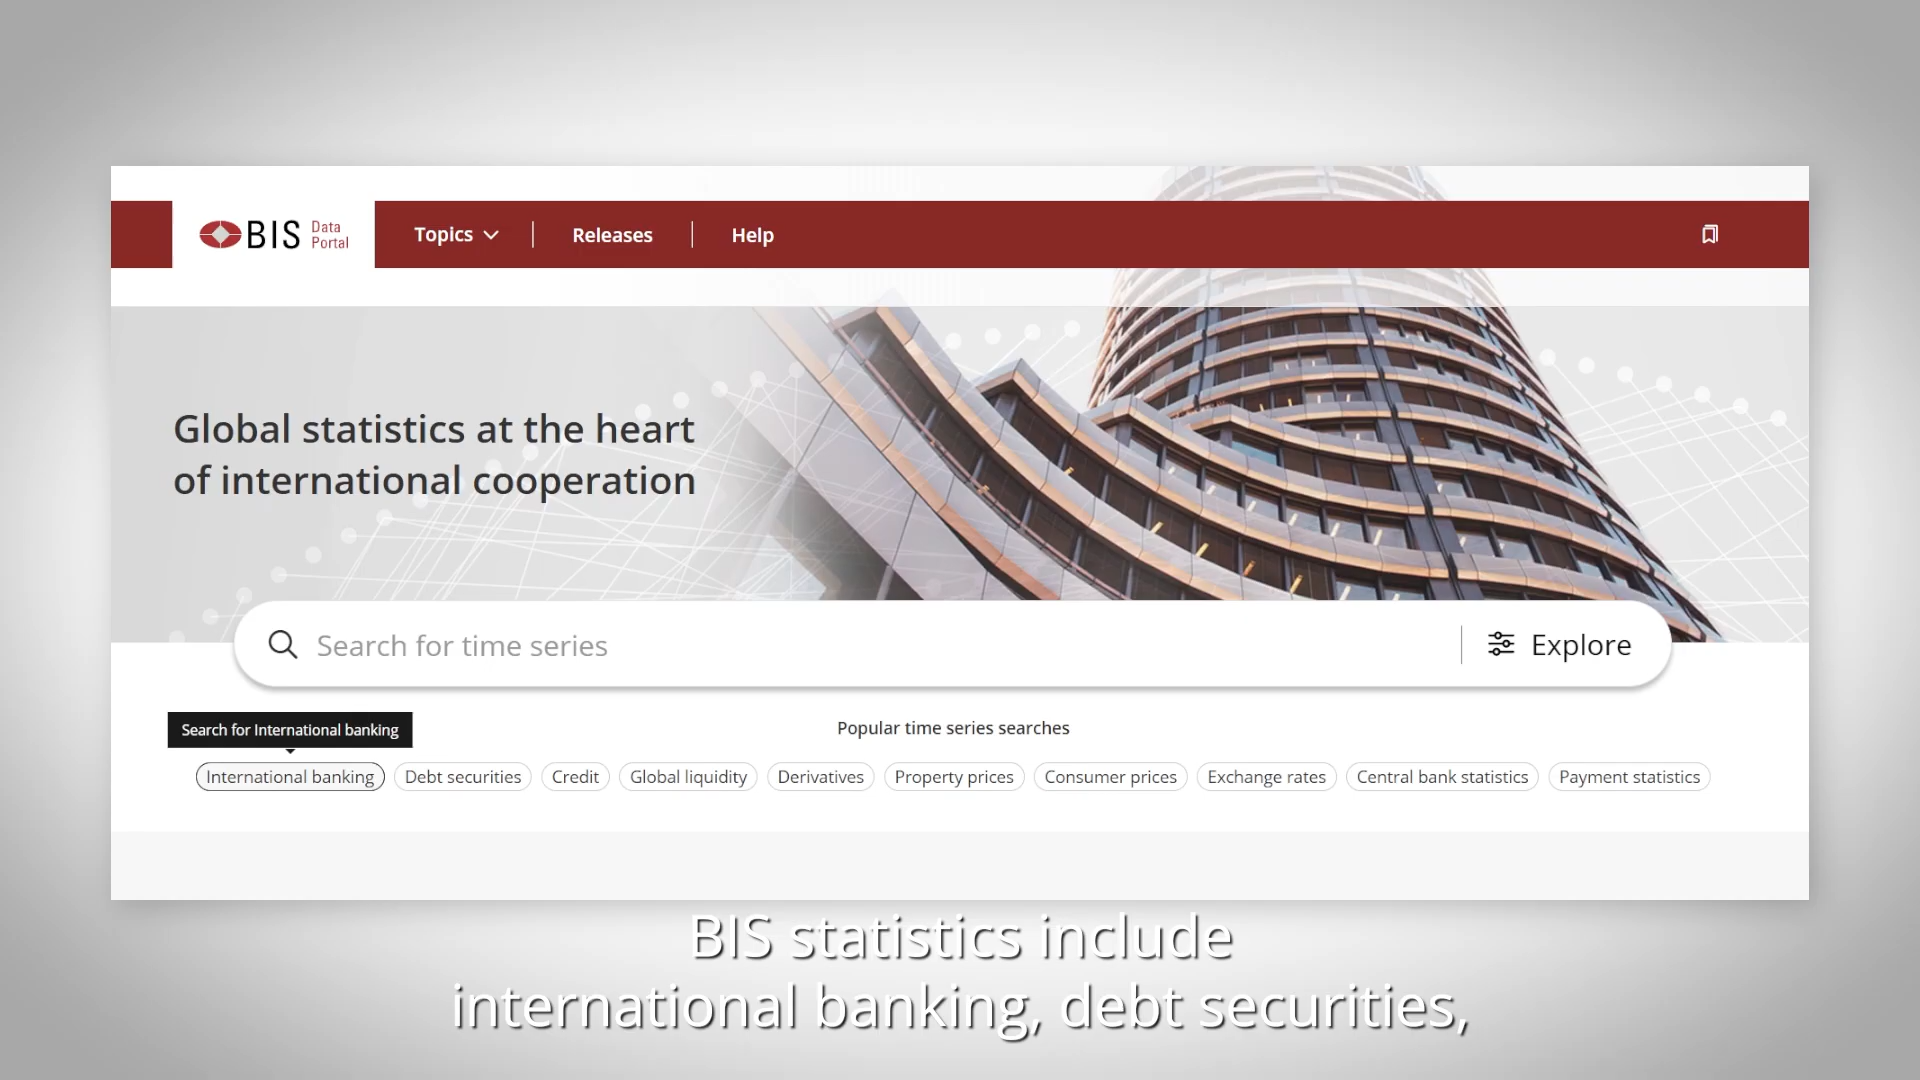 BIS Data
Portal
Topics
Releases
Help
Global statistics at the heart
of international cooperation
Search for time series
Explore
Search for International banking
Popular time series searches
International banking
Debt securities
Credit
Global liquidity
Derivatives
Property prices
Consumer prices
Exchange rates
Central bank statistics
Payment statistics
BIS statistics include
international banking, debt securities,